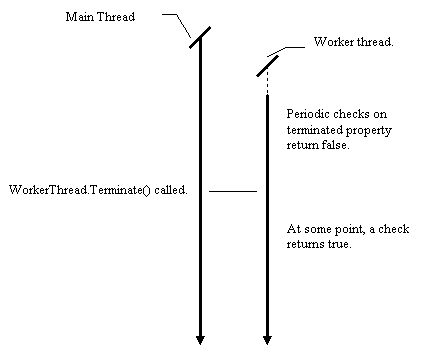 Main Thread
Worker thread.
Periodic checks on
terminated property
return false.
WorkerThread.Terminate() called.
At some point, a check
returns true.